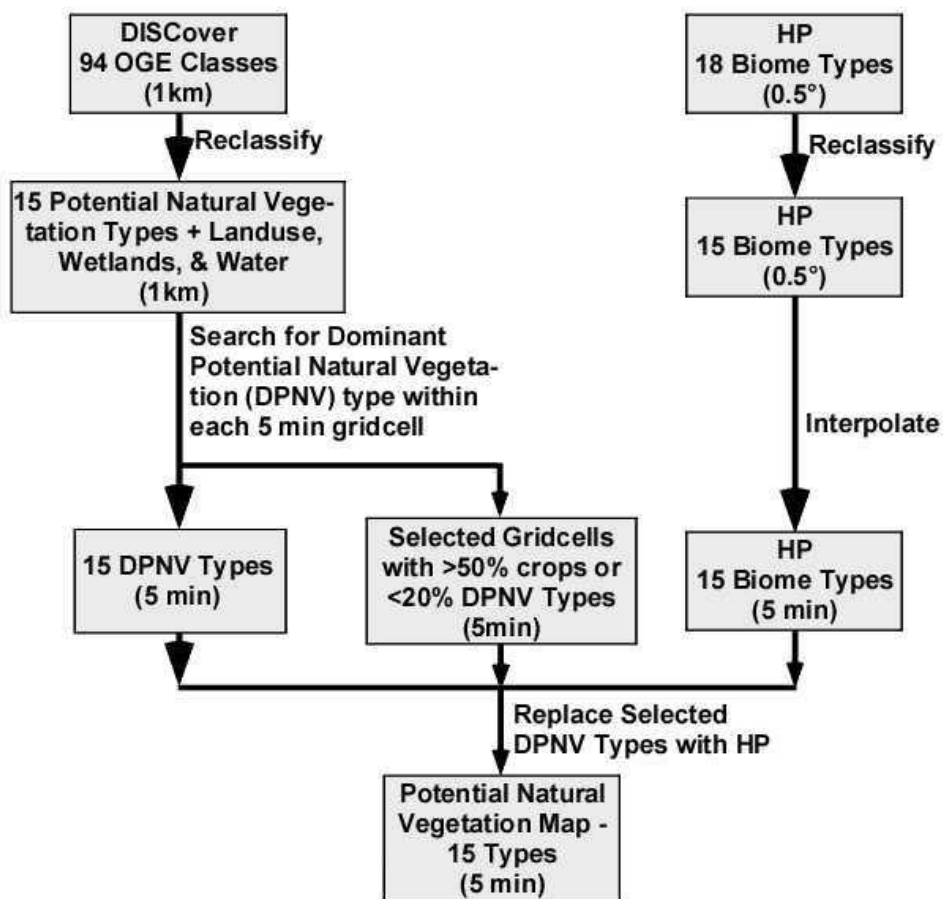 DISCover
94 OGE Classes
(1km)
HP
18 Biome Types
(0.5°)
Reclassify
Reclassify
15 Potential Natural Vege-
tation Types + Landuse,
Wetlands, & Water
(1km)
HP
15 Biome Types
(0.5°)
Search for Dominant
Potential Natural Vegeta-
tion (DPNV) type within
each 5 min gridcell
Interpolate
15 DPNV Types
(5 min)
Selected Gridcells
with >50% crops or
<20% DPNV Types
(5min)
HP
15 Biome Types
(5 min)
Replace Selected
DPNV Types with HP
Potential Natural
Vegetation Map -
15 Types
(5 min)